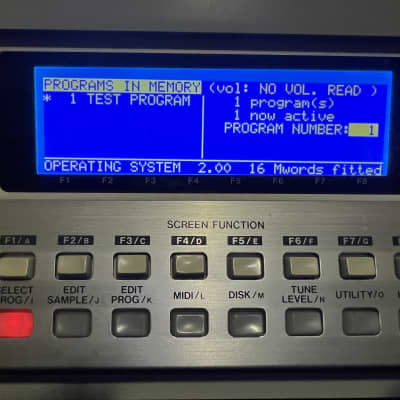 PROGRAMS IN MEMORY (vol: NO VOL. READ )
* 1 TEST PROGRAM
1 program(s)
1 now active
PROGRAM NUMBER: 1
OPERATING SYSTEM 2.00 16 Mwords fitted
F1 F2 F3 F4 F5 F6 F7 F8
SCREEN FUNCTION
F1/A F2/B F3/C F4/D F5/E F6/F F7/G
SELECT PROG/I
EDIT SAMPLE/J
EDIT PROG/K
MIDI/L
DISK/M
TUNE LEVEL/N
UTILITY/O